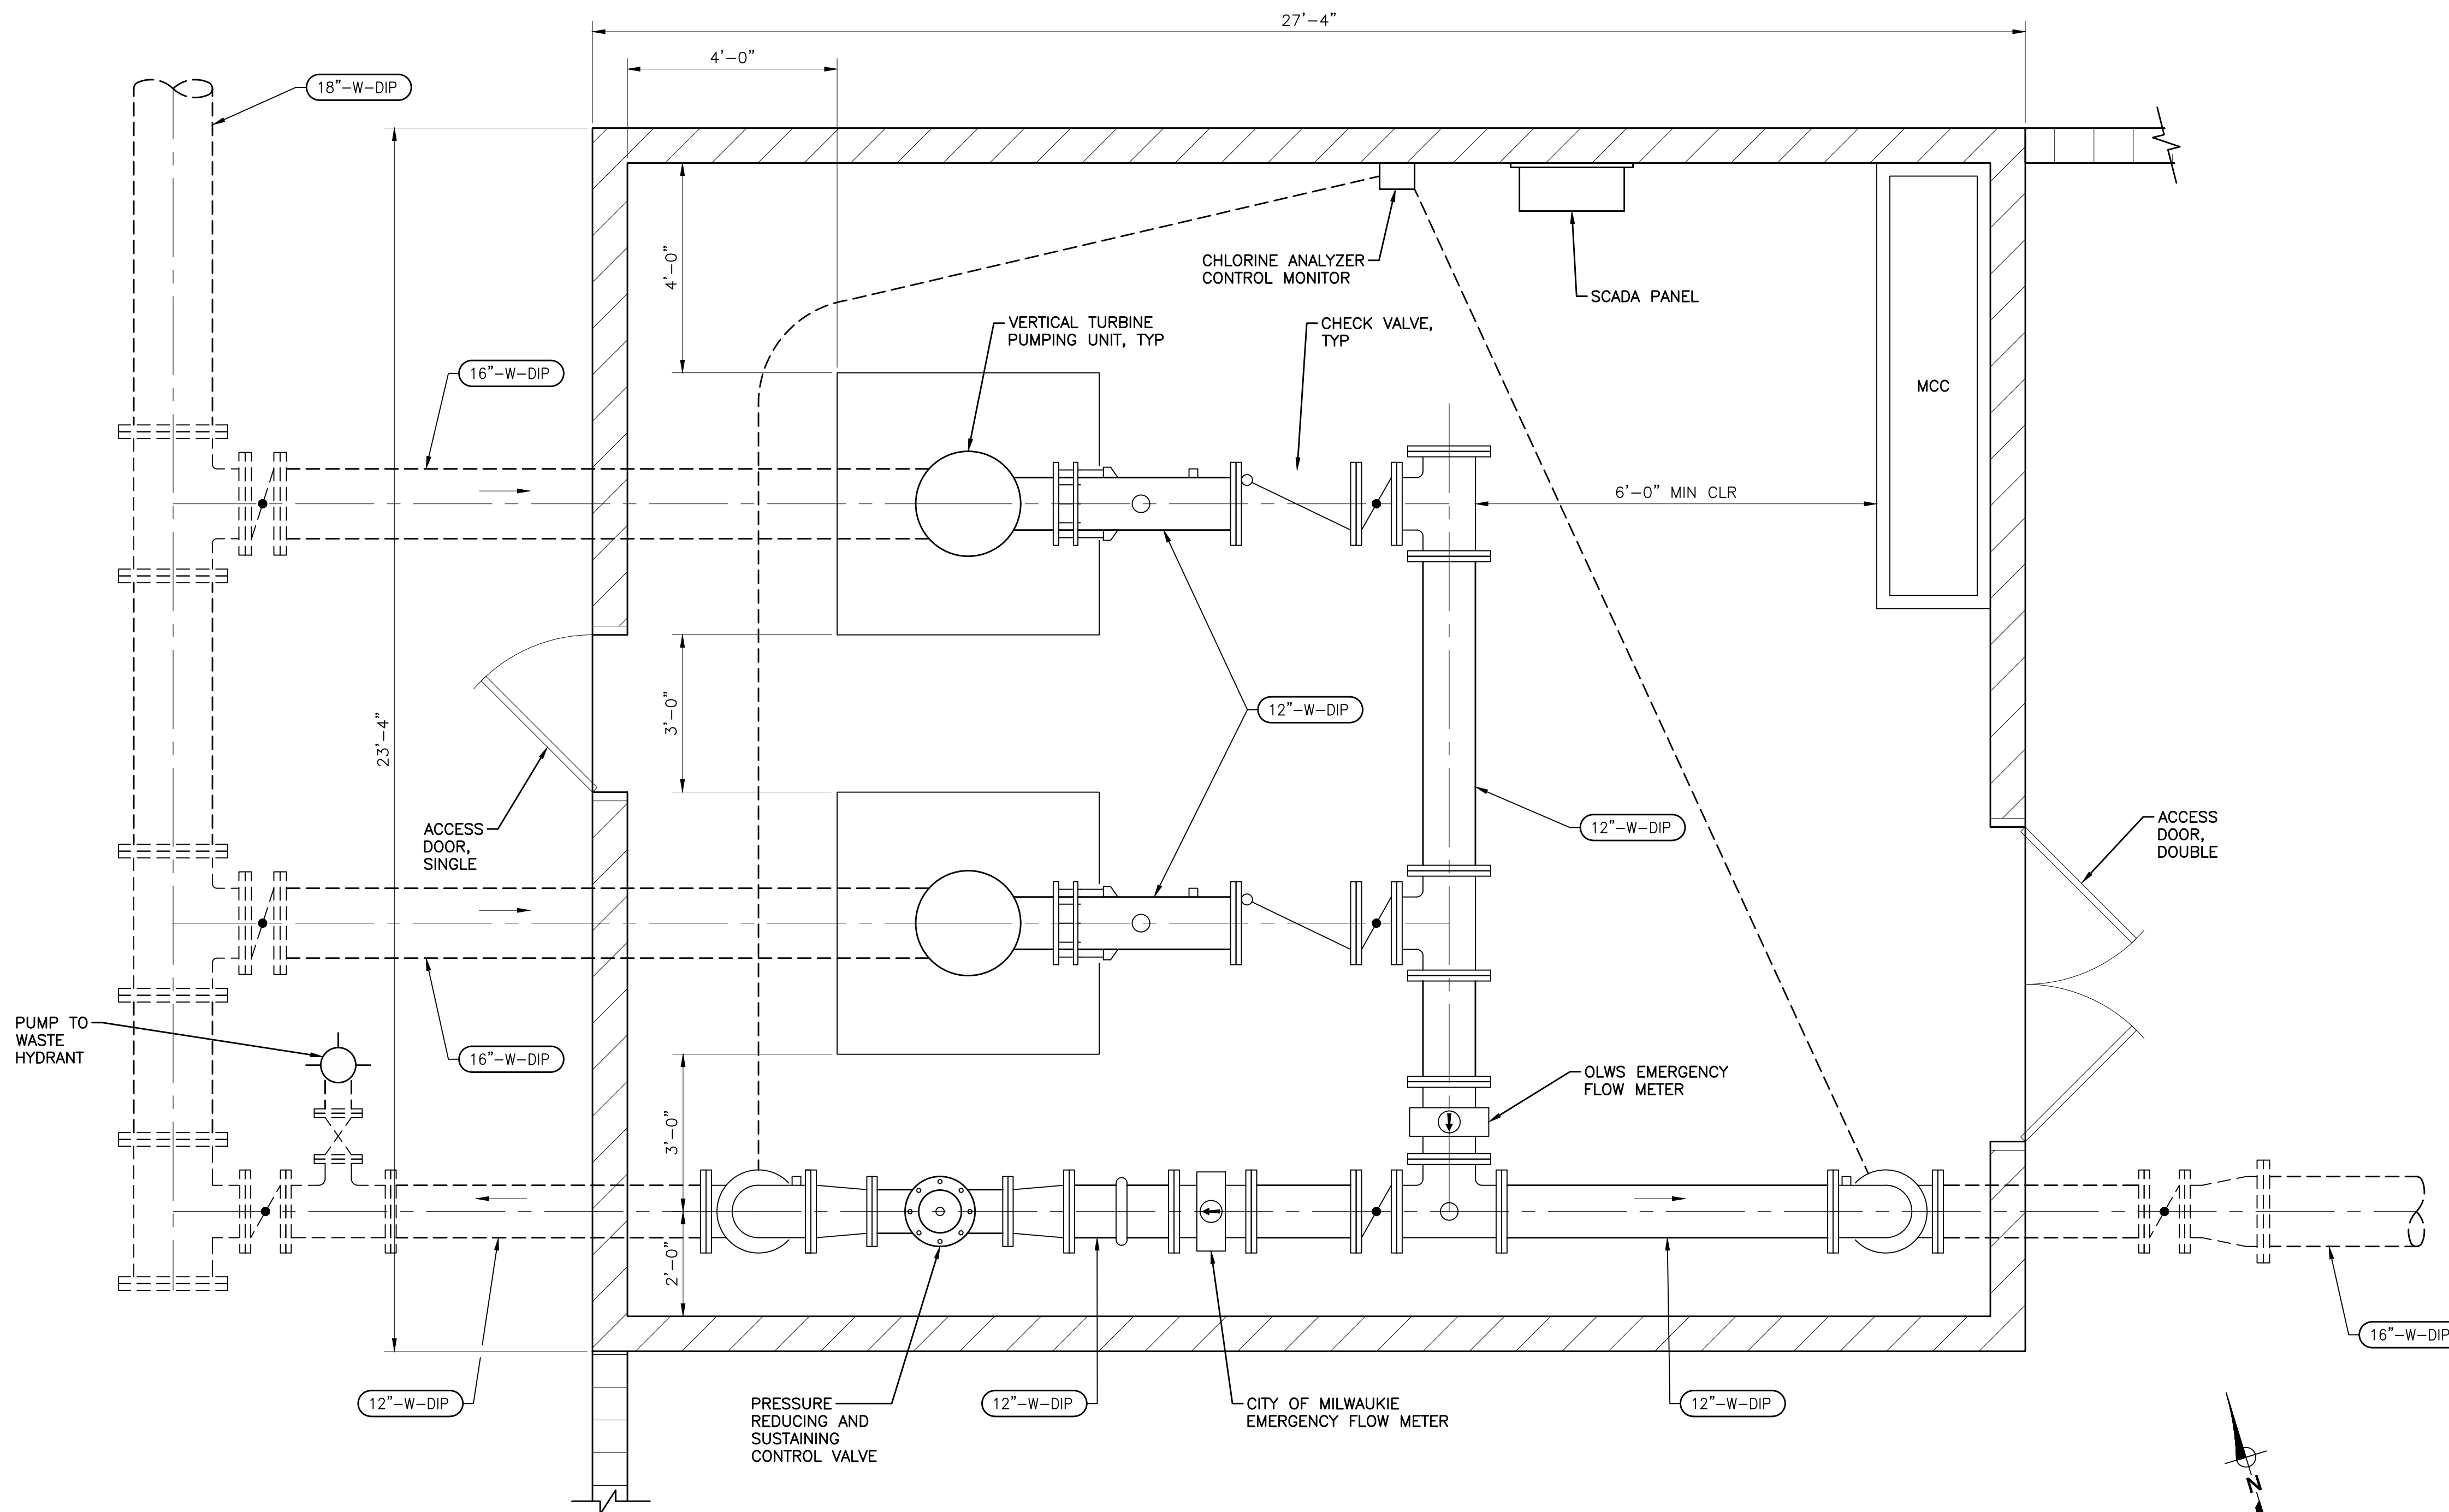 27'-4"
4'-0"
18"-W-DIP
4'-0"
CHLORINE ANALYZER
CONTROL MONITOR
SCADA PANEL
VERTICAL TURBINE
PUMPING UNIT, TYP
CHECK VALVE,
TYP
16"-W-DIP
MCC
6'-0" MIN CLR
3'-0"
12"-W-DIP
23'-4"
ACCESS
DOOR,
SINGLE
12"-W-DIP
ACCESS
DOOR,
DOUBLE
PUMP TO
WASTE
HYDRANT
16"-W-DIP
OLWS EMERGENCY
FLOW METER
3'-0"
2'-0"
16"-W-DIP
12"-W-DIP
PRESSURE
REDUCING AND
SUSTAINING
CONTROL VALVE
12"-W-DIP
CITY OF MILWAUKIE
EMERGENCY FLOW METER
12"-W-DIP
N